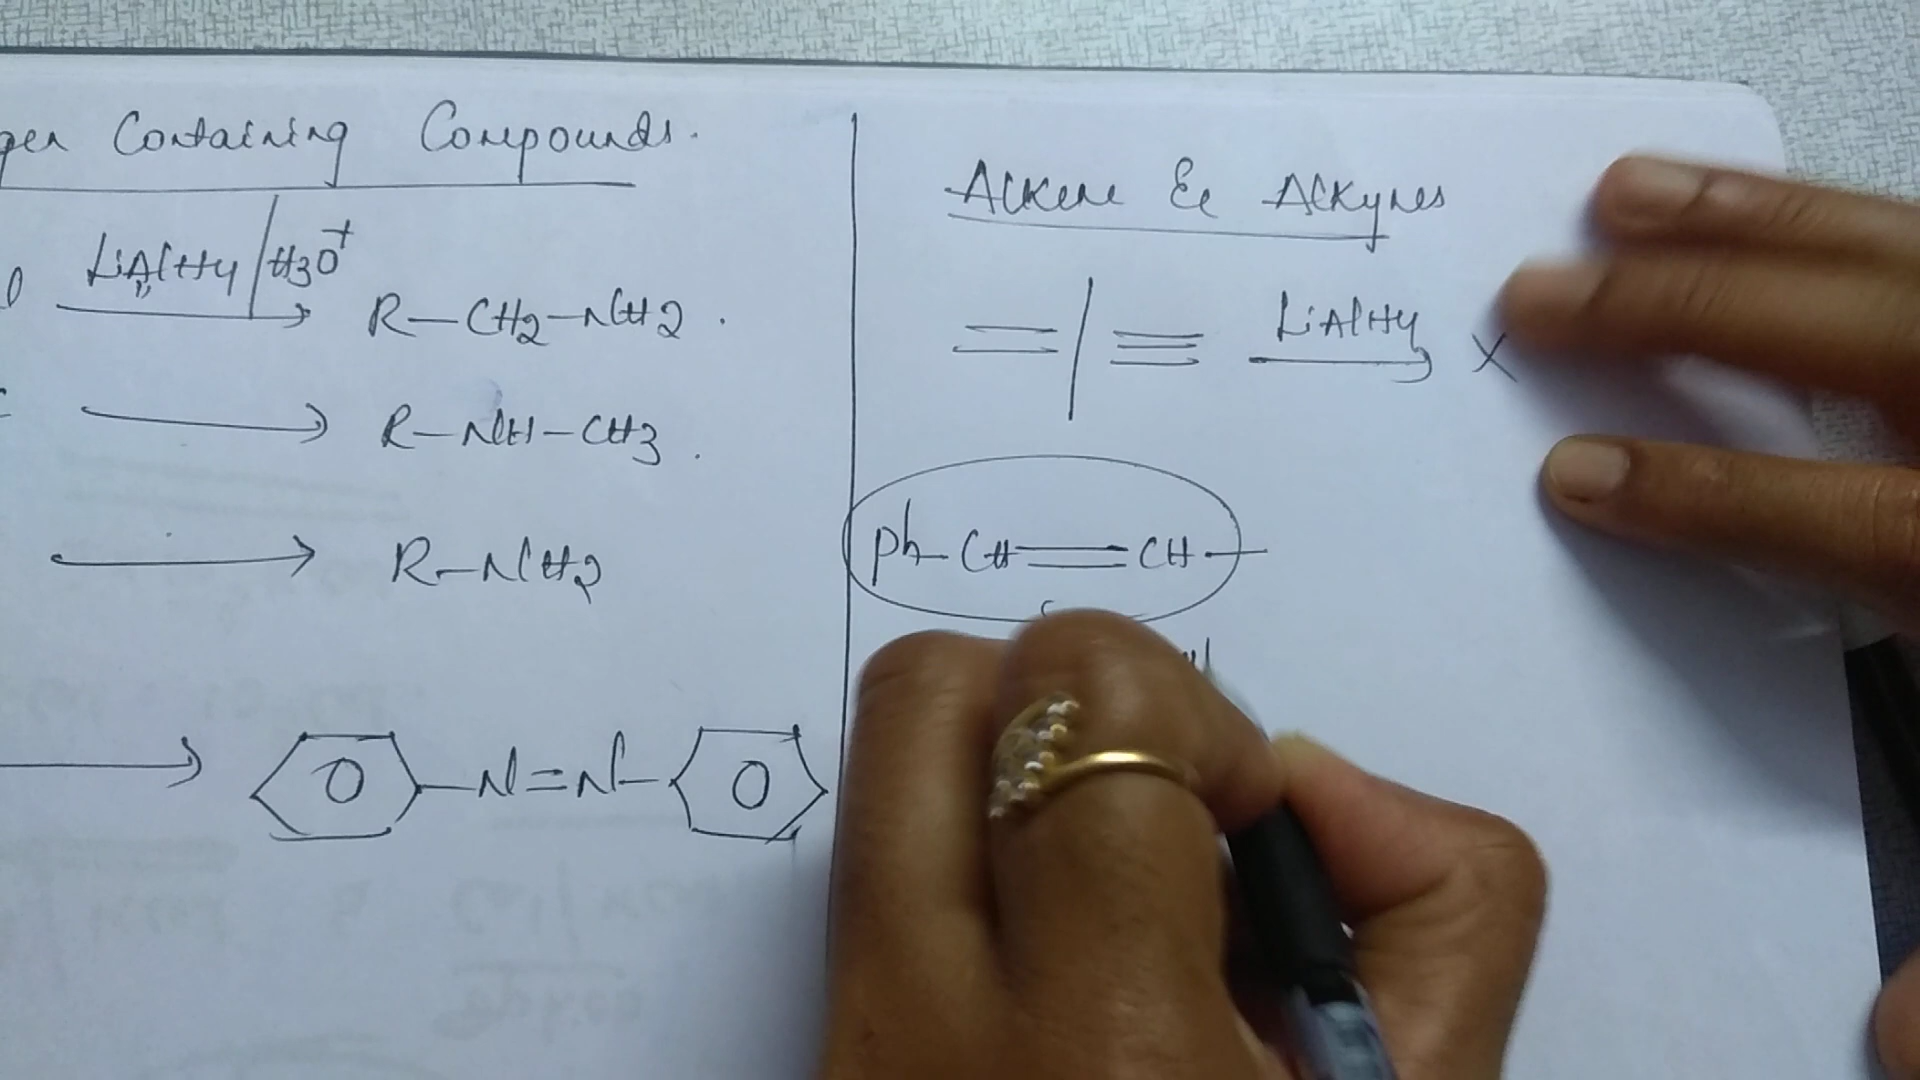 Containing Compounds.
LiAlH4 / H3O+
R-CH2-NH2.
R-NH-CH3.
R-NH2
N=N
Alkene & Alkynes
= / ≡ LiAlH4 X
Ph-CH=CH-